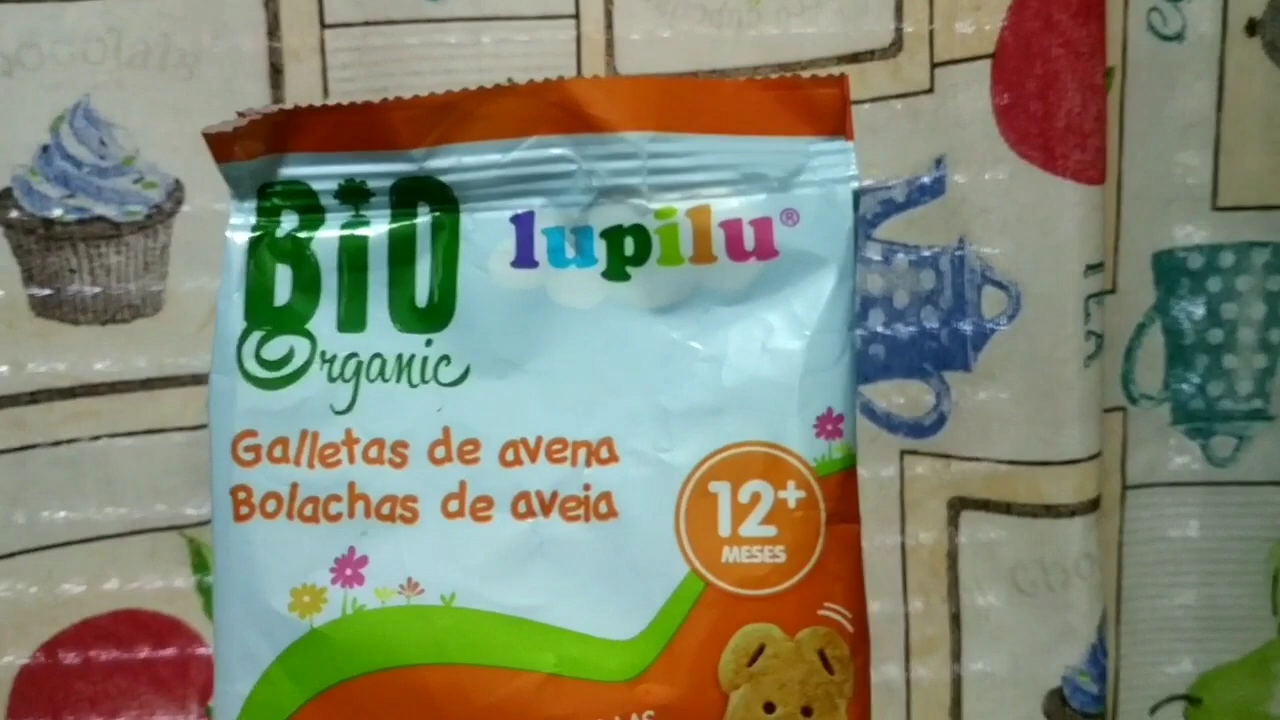 BiO
Organic
lupilu®
Galletas de avena
Bolachas de aveia
12+
MESES